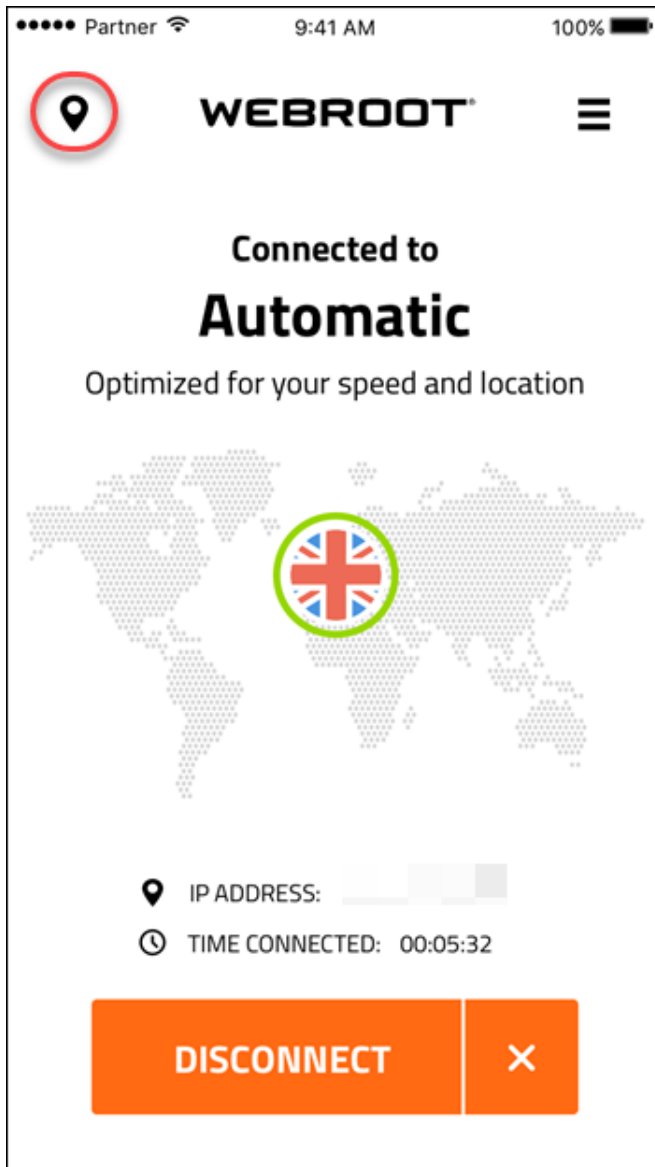 Partner 9:41 AM 100%
WEBROOT®
Connected to
Automatic
Optimized for your speed and location
IP ADDRESS:
TIME CONNECTED: 00:05:32
DISCONNECT